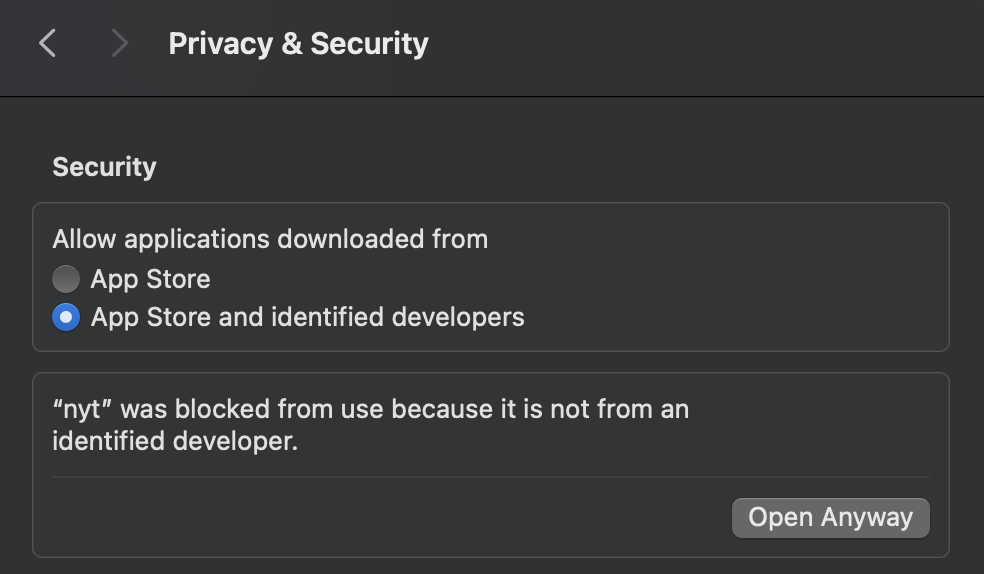 Privacy & Security
Security
Allow applications downloaded from
App Store
App Store and identified developers
“nyt” was blocked from use because it is not from an
identified developer.
Open Anyway